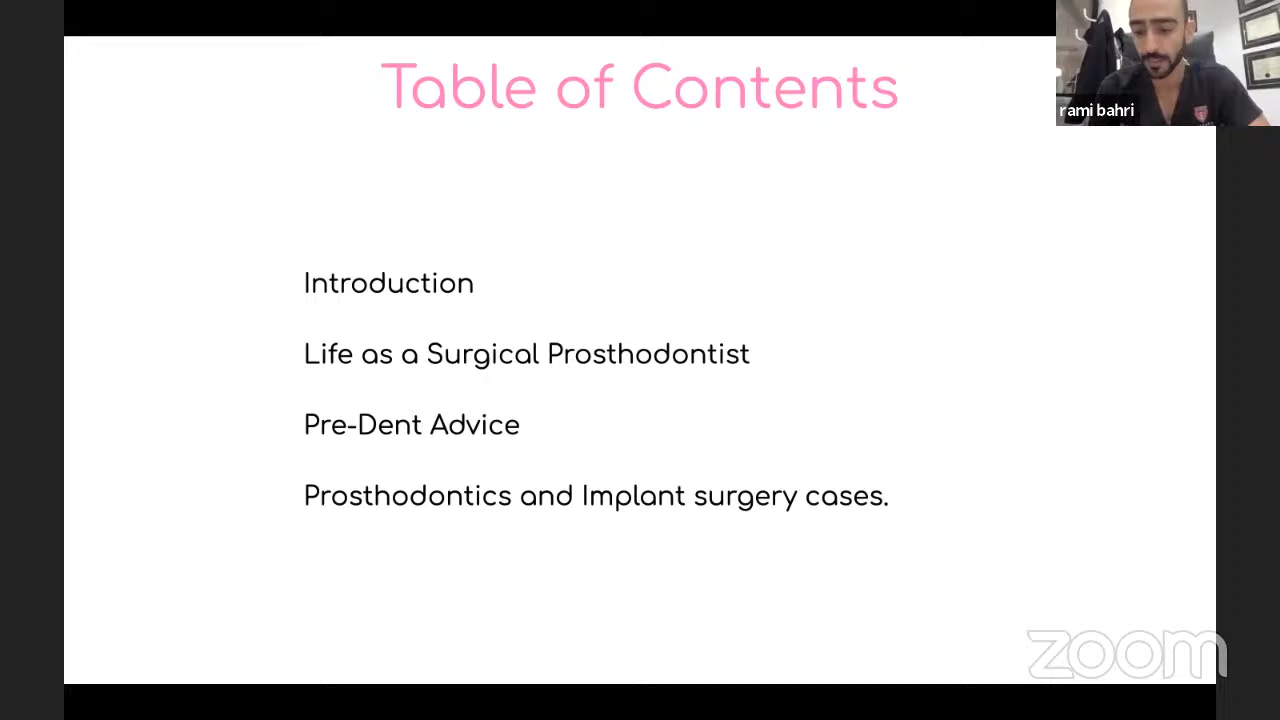 Table of Contents
rami bahri
Introduction
Life as a Surgical Prosthodontist
Pre-Dent Advice
Prosthodontics and Implant surgery cases.
zoom